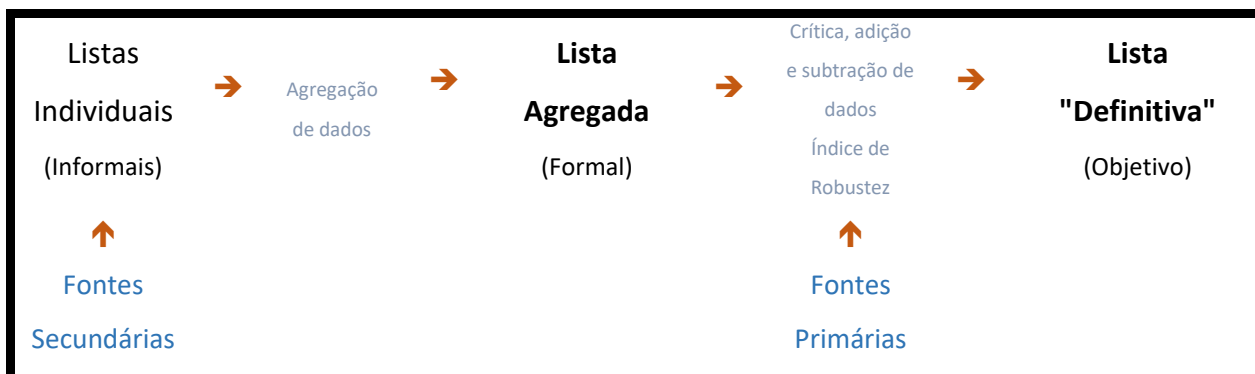 Listas
Individuais
(Informais)
Agregação
de dados
Lista
Agregada
(Formal)
Crítica, adição
e subtração de
dados
Índice de
Robustez
Lista
"Definitiva"
(Objetivo)
Fontes
Secundárias
Fontes
Primárias